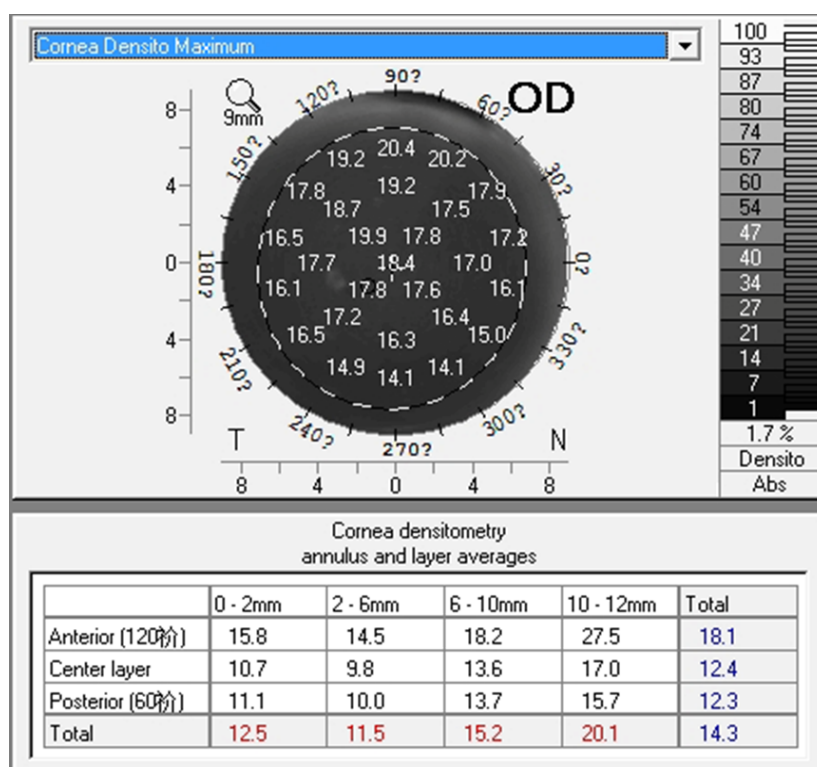 Cornea Densito Maximum
OD
9mm
90?
120?
60?
150?
30?
180?
0?
210?
330?
240?
300?
270?
8
4
0
4
8
20.4
19.2 20.2
19.2
17.8 17.9
18.7 17.5
16.5 19.9 17.8 17.2
17.7 18.4 17.0
16.1 17.8 17.6 16.1
17.2 16.4
16.5 16.3 15.0
14.9 14.1 14.1
T N
8 4 0 4 8
100
93
87
80
74
67
60
54
47
40
34
27
21
14
7
1
1.7 %
Densito
Abs
Cornea densitometry
annulus and layer averages
0 - 2mm 2 - 6mm 6 - 10mm 10 - 12mm Total
Anterior (120祄) 15.8 14.5 18.2 27.5 18.1
Center layer 10.7 9.8 13.6 17.0 12.4
Posterior (60祄) 11.1 10.0 13.7 15.7 12.3
Total 12.5 11.5 15.2 20.1 14.3